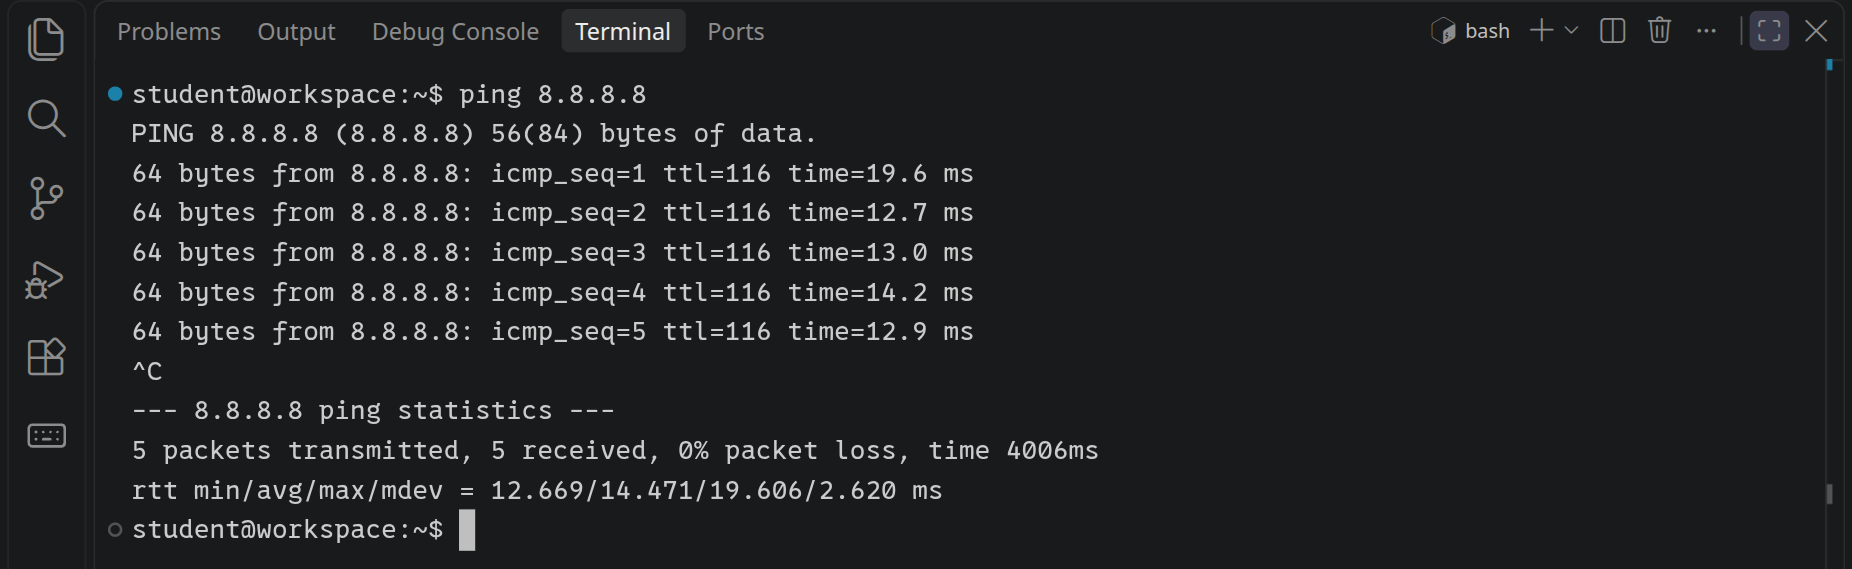 Problems Output Debug Console Terminal Ports bash
student@workspace:~$ ping 8.8.8.8
PING 8.8.8.8 (8.8.8.8) 56(84) bytes of data.
64 bytes from 8.8.8.8: icmp_seq=1 ttl=116 time=19.6 ms
64 bytes from 8.8.8.8: icmp_seq=2 ttl=116 time=12.7 ms
64 bytes from 8.8.8.8: icmp_seq=3 ttl=116 time=13.0 ms
64 bytes from 8.8.8.8: icmp_seq=4 ttl=116 time=14.2 ms
64 bytes from 8.8.8.8: icmp_seq=5 ttl=116 time=12.9 ms
^C
--- 8.8.8.8 ping statistics ---
5 packets transmitted, 5 received, 0% packet loss, time 4006ms
rtt min/avg/max/mdev = 12.669/14.471/19.606/2.620 ms
student@workspace:~$